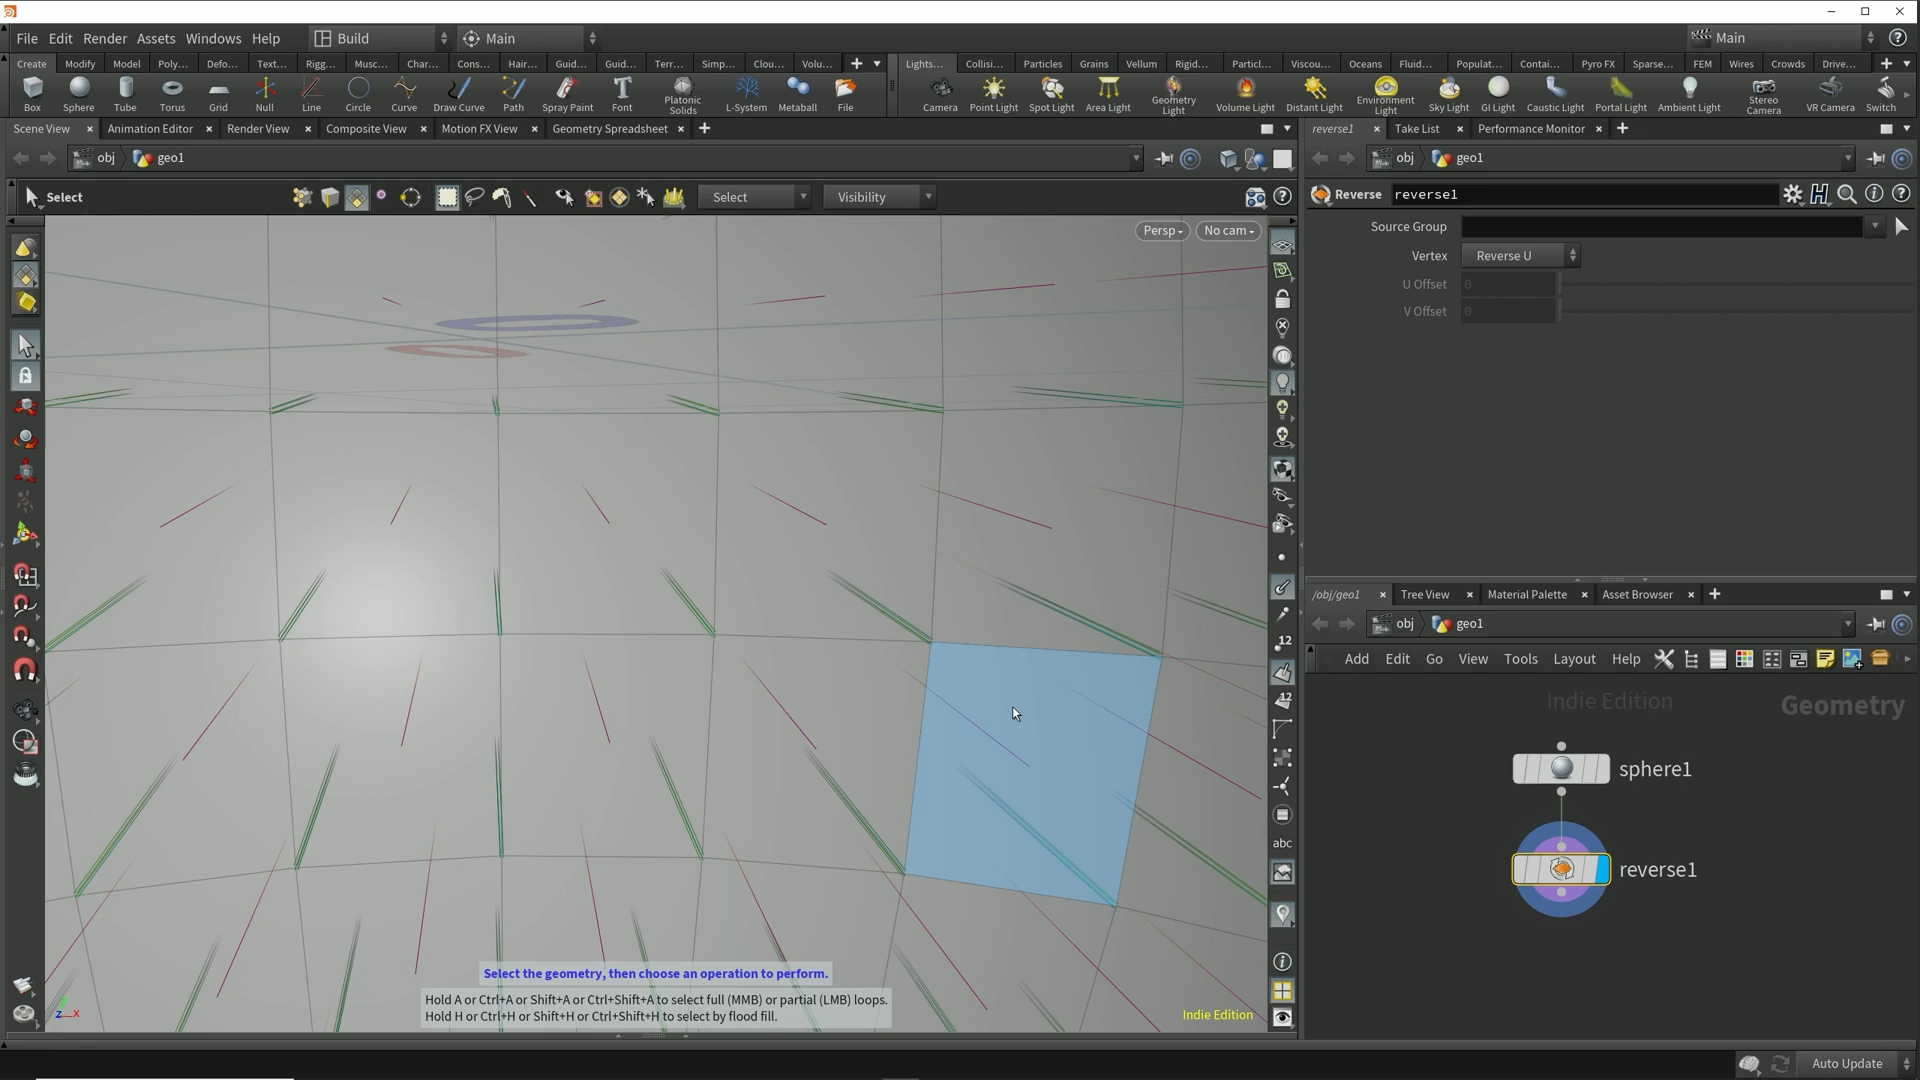 File Edit Render Assets Windows Help Build Main Main
Create Modify Model Poly... Defo... Text... Rigg... Musc... Char... Cons... Hair... Guid... Guid... Terr... Simp... Clou... Volu... Lights... Collisi... Particles Grains Vellum Rigid... Particl... Viscou... Oceans Fluid... Populat... Contai... Pyro FX Sparse... FEM Wires Crowds Drive...
Box Sphere Tube Torus Grid Null Line Circle Curve Draw Curve Path Spray Paint Font Platonic Solids L-System Metaball File Camera Point Light Spot Light Area Light Geometry Light Volume Light Distant Light Environment Light Sky Light GI Light Caustic Light Portal Light Ambient Light Stereo Camera VR Camera Switch
Scene View Animation Editor Render View Composite View Motion FX View Geometry Spreadsheet reverse1 Take List Performance Monitor
obj geo1 obj geo1
Select Select Visibility Reverse reverse1
Persp No cam
Source Group
Vertex Reverse U
U Offset 0
V Offset 0
/obj/geo1 Tree View Material Palette Asset Browser
obj geo1
Add Edit Go View Tools Layout Help
12
12
abc
Indie Edition Geometry
sphere1
reverse1
Select the geometry, then choose an operation to perform.
Hold A or Ctrl+A or Shift+A or Ctrl+Shift+A to select full (MMB) or partial (LMB) loops.
Hold H or Ctrl+H or Shift+H or Ctrl+Shift+H to select by flood fill.
z x
Indie Edition
Auto Update